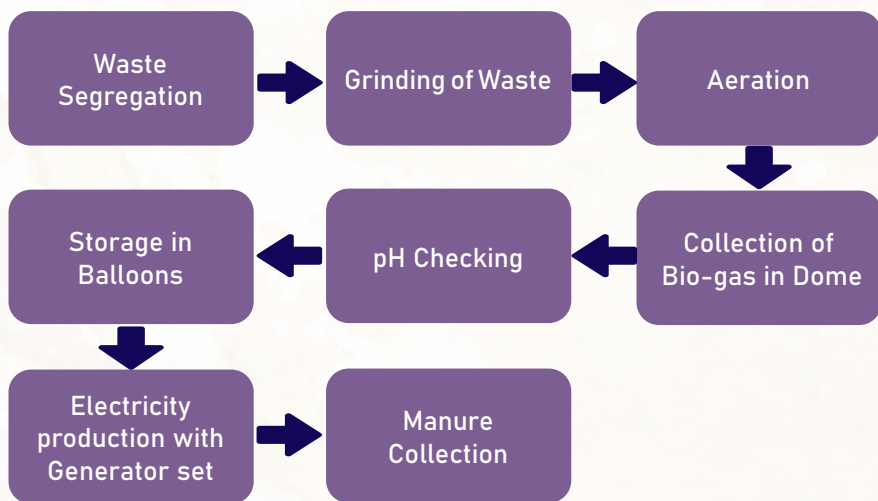 Waste
Segregation
Grinding of Waste
Aeration
Collection of
Bio-gas in Dome
pH Checking
Storage in
Balloons
Electricity
production with
Generator set
Manure
Collection